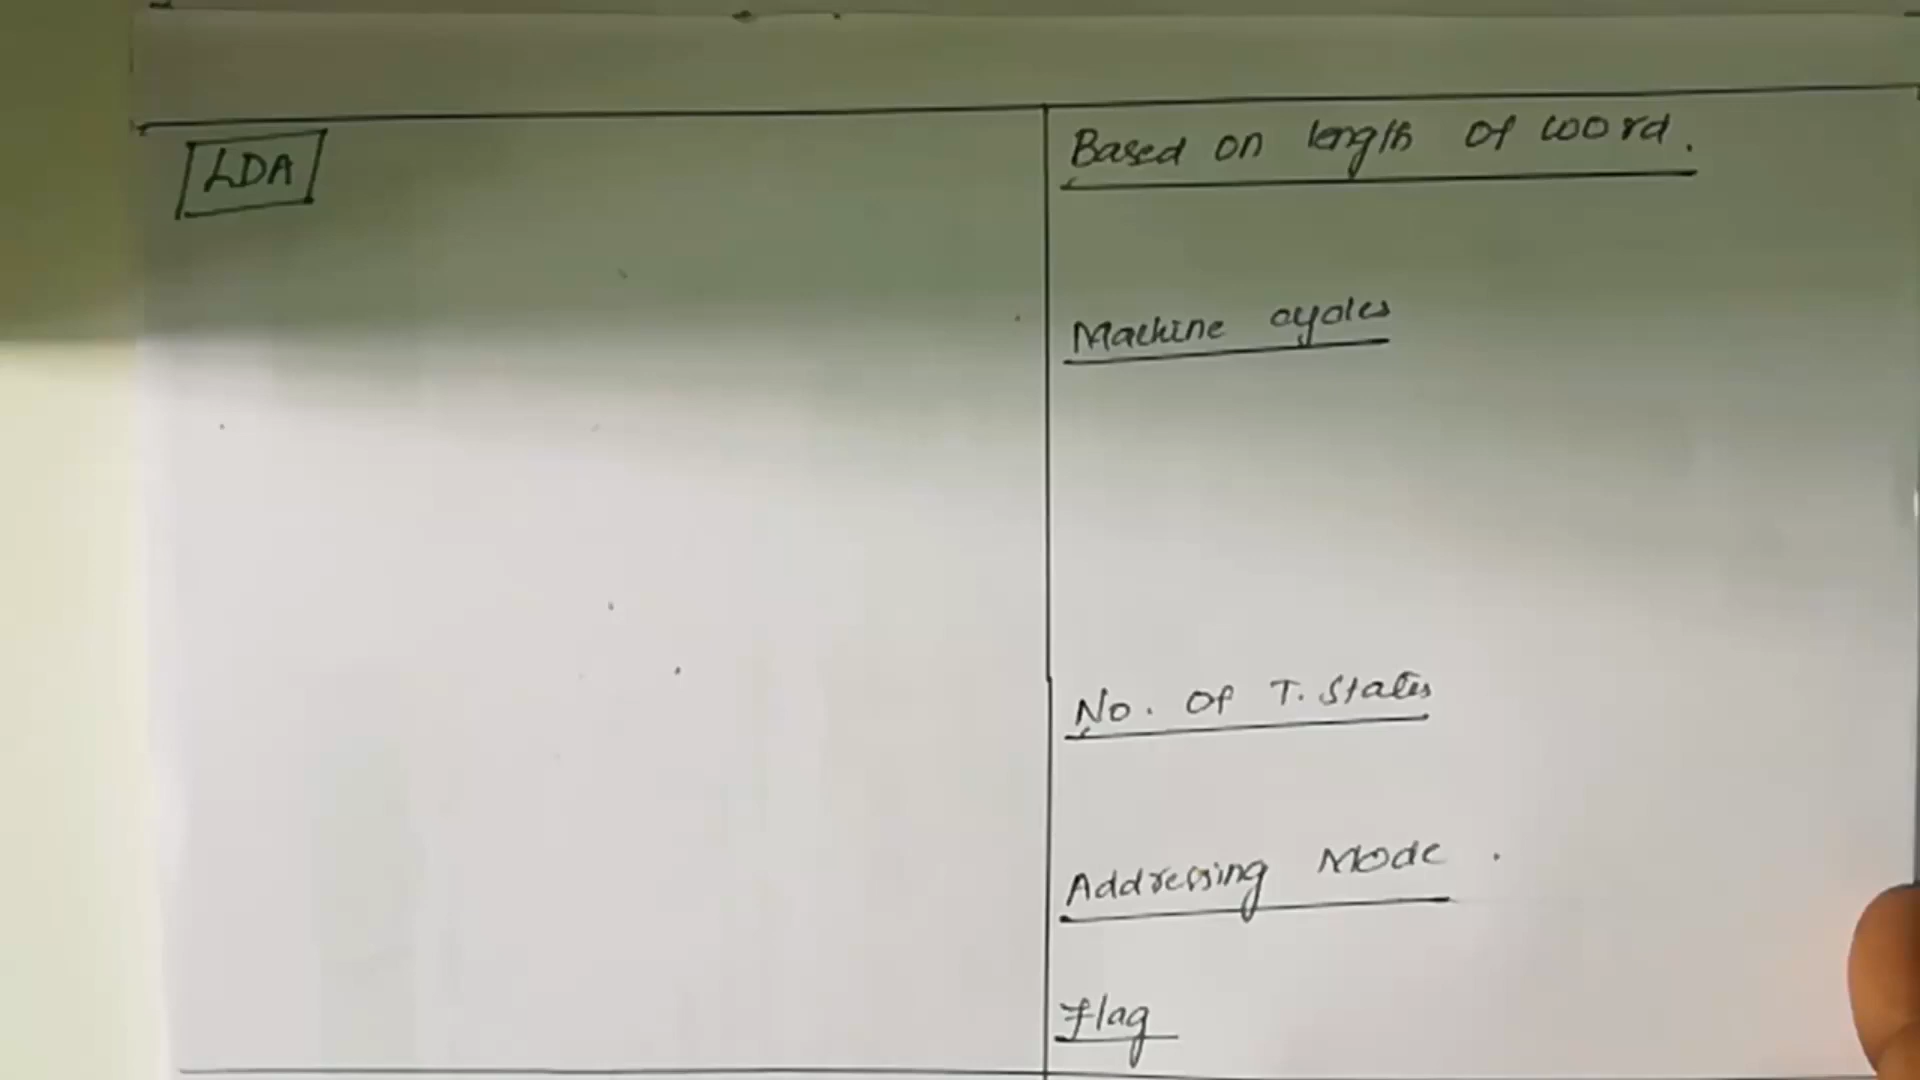 LDA
Based on length of word.
Machine cycles
No. of T. States
Addressing Mode.
Flag